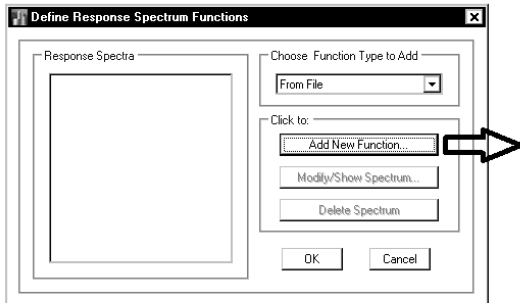 Define Response Spectrum Functions
Response Spectra
Choose Function Type to Add
From File
Click to:
Add New Function...
Modify/Show Spectrum...
Delete Spectrum
OK
Cancel